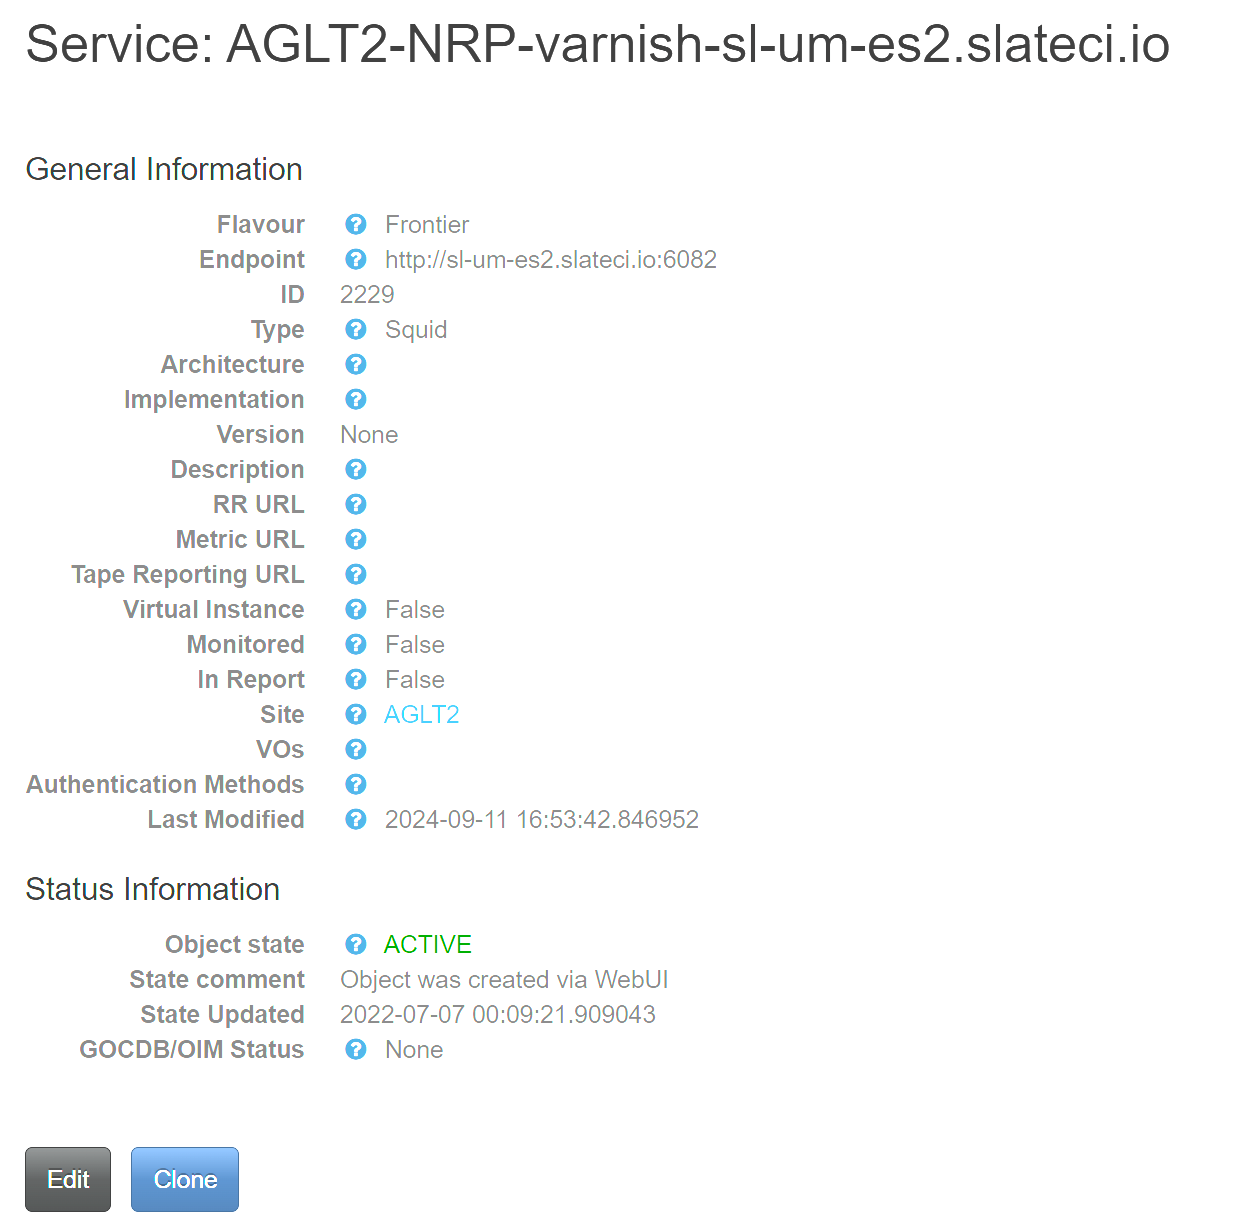 Service: AGLT2-NRP-varnish-sl-um-es2.slateci.io
General Information
Flavour ? Frontier
Endpoint ? http://sl-um-es2.slateci.io:6082
ID 2229
Type ? Squid
Architecture ?
Implementation ?
Version None
Description ?
RR URL ?
Metric URL ?
Tape Reporting URL ?
Virtual Instance ? False
Monitored ? False
In Report ? False
Site ? AGLT2
VOs ?
Authentication Methods ?
Last Modified ? 2024-09-11 16:53:42.846952
Status Information
Object state ? ACTIVE
State comment Object was created via WebUI
State Updated 2022-07-07 00:09:21.909043
GOCDB/OIM Status ? None
Edit Clone